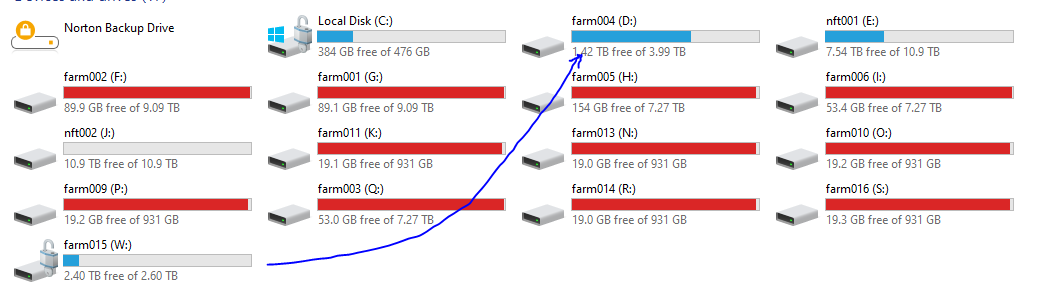 Norton Backup Drive
Local Disk (C:)
384 GB free of 476 GB
farm004 (D:)
1.42 TB free of 3.99 TB
nft001 (E:)
7.54 TB free of 10.9 TB
farm002 (F:)
89.9 GB free of 9.09 TB
farm001 (G:)
89.1 GB free of 9.09 TB
farm005 (H:)
154 GB free of 7.27 TB
farm006 (I:)
53.4 GB free of 7.27 TB
nft002 (J:)
10.9 TB free of 10.9 TB
farm011 (K:)
19.1 GB free of 931 GB
farm013 (N:)
19.0 GB free of 931 GB
farm010 (O:)
19.2 GB free of 931 GB
farm009 (P:)
19.2 GB free of 931 GB
farm003 (Q:)
53.0 GB free of 7.27 TB
farm014 (R:)
19.0 GB free of 931 GB
farm016 (S:)
19.3 GB free of 931 GB
farm015 (W:)
2.40 TB free of 2.60 TB